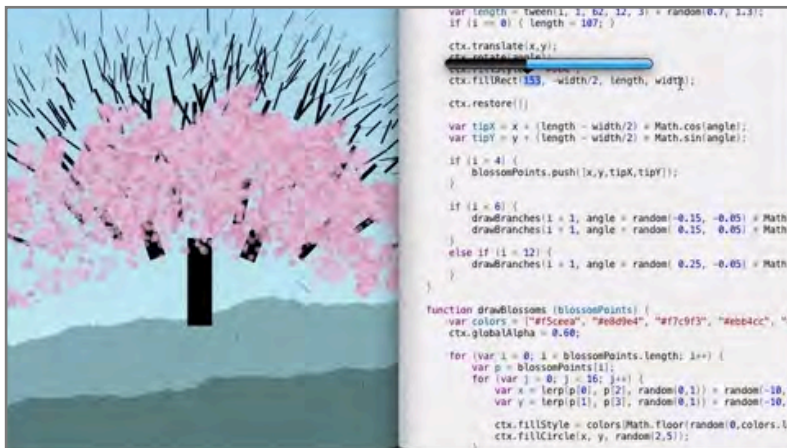 var length = tween(i, 1, 62, 12, 3) * random(0.7, 1.3);
if (i == 0) { length = 107; }
ctx.translate(x,y);
ctx.rotate(angle);
ctx.fillRect(153, -width/2, length, width);
ctx.restore();
var tipX = x + (length - width/2) * Math.cos(angle);
var tipY = y + (length - width/2) * Math.sin(angle);
if (i > 4) {
blossomPoints.push([x,y,tipX,tipY]);
}
if (i < 6) {
drawBranches(i + 1, angle + random(-0.15, -0.05) * Math
drawBranches(i + 1, angle + random( 0.15, 0.05) * Math
}
else if (i < 12) {
drawBranches(i + 1, angle + random( 0.25, -0.05) * Math
}
}
function drawBlossoms (blossomPoints) {
var colors = ["#f5ceea", "#e8d9e4", "#f7c9f3", "#ebb4cc", "
ctx.globalAlpha = 0.60;
for (var i = 0; i < blossomPoints.length; i++) {
var p = blossomPoints[i];
for (var j = 0; j < 16; j++) {
var x = lerp(p[0], p[2], random(0,1)) + random(-10,
var y = lerp(p[1], p[3], random(0,1)) + random(-10,
ctx.fillStyle = colors[Math.floor(random(0,colors.l
ctx.fillCircle(x, y, random(2,5));